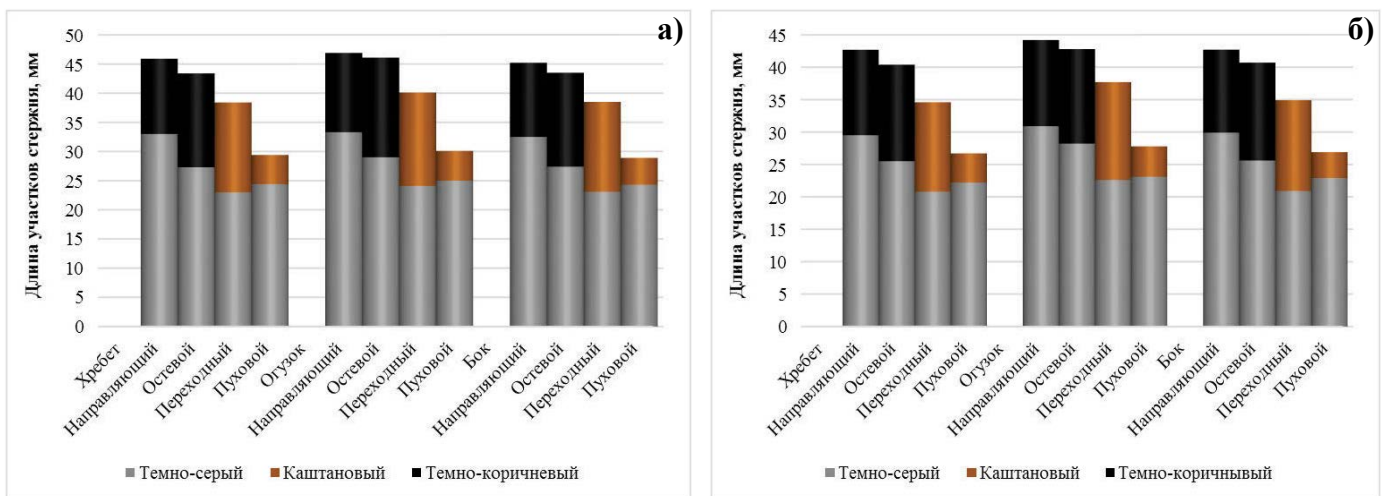 а)
Длина участков стержня, мм
50
45
40
35
30
25
20
15
10
5
0
Хребет
Направляющий
Остевой
Переходный
Пуховой
Огузок
Направляющий
Остевой
Переходный
Пуховой
Бок
Направляющий
Остевой
Переходный
Пуховой
Темно-серый Каштановый Темно-коричневый
б)
Длина участков стержня, мм
45
40
35
30
25
20
15
10
5
0
Хребет
Направляющий
Остевой
Переходный
Пуховой
Огузок
Направляющий
Остевой
Переходный
Пуховой
Бок
Направляющий
Остевой
Переходный
Пуховой
Темно-серый Каштановый Темно-коричнывый